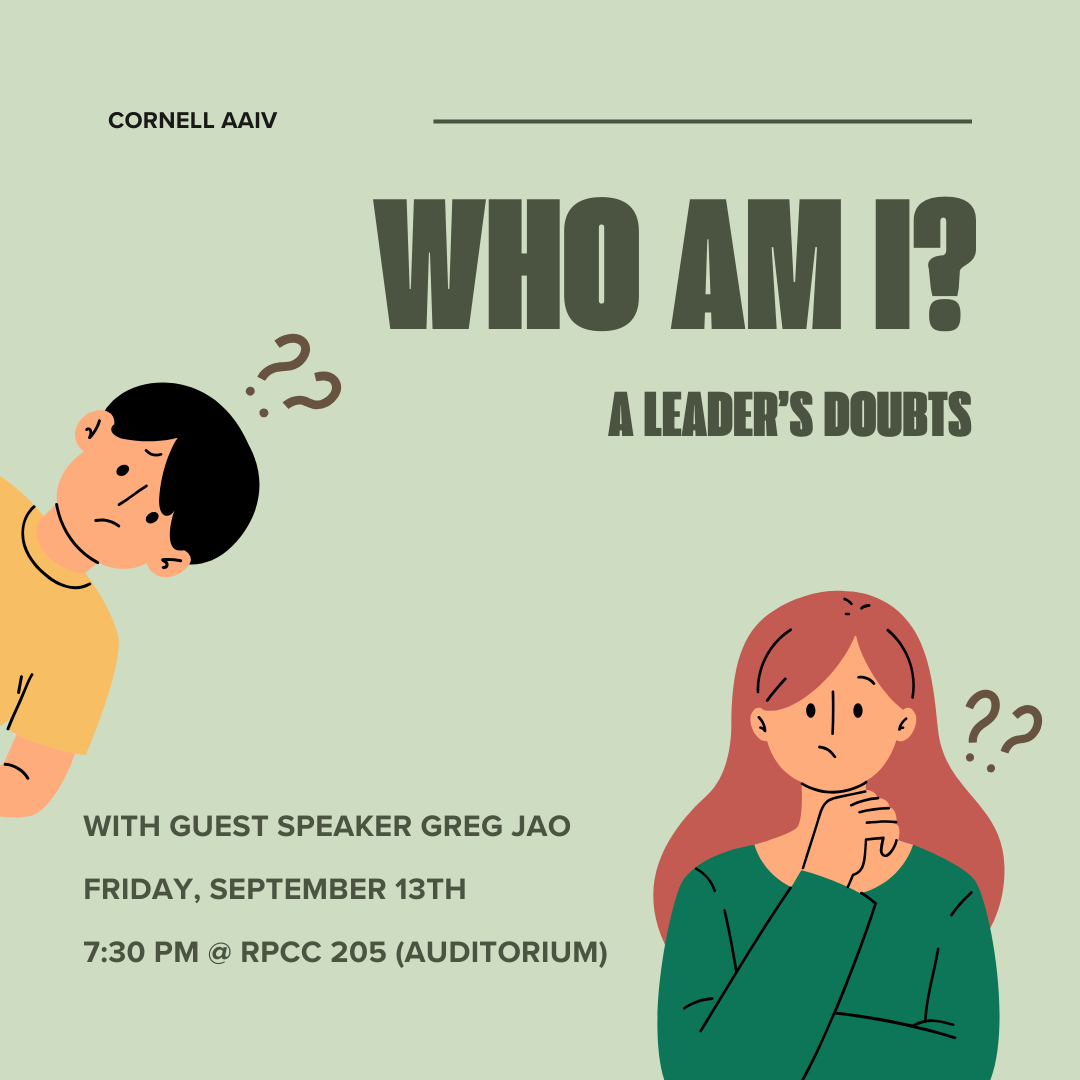 CORNELL AAIV
WHO AM I?
A LEADER'S DOUBTS
??
??
WITH GUEST SPEAKER GREG JAO
FRIDAY, SEPTEMBER 13TH
7:30 PM @ RPCC 205 (AUDITORIUM)